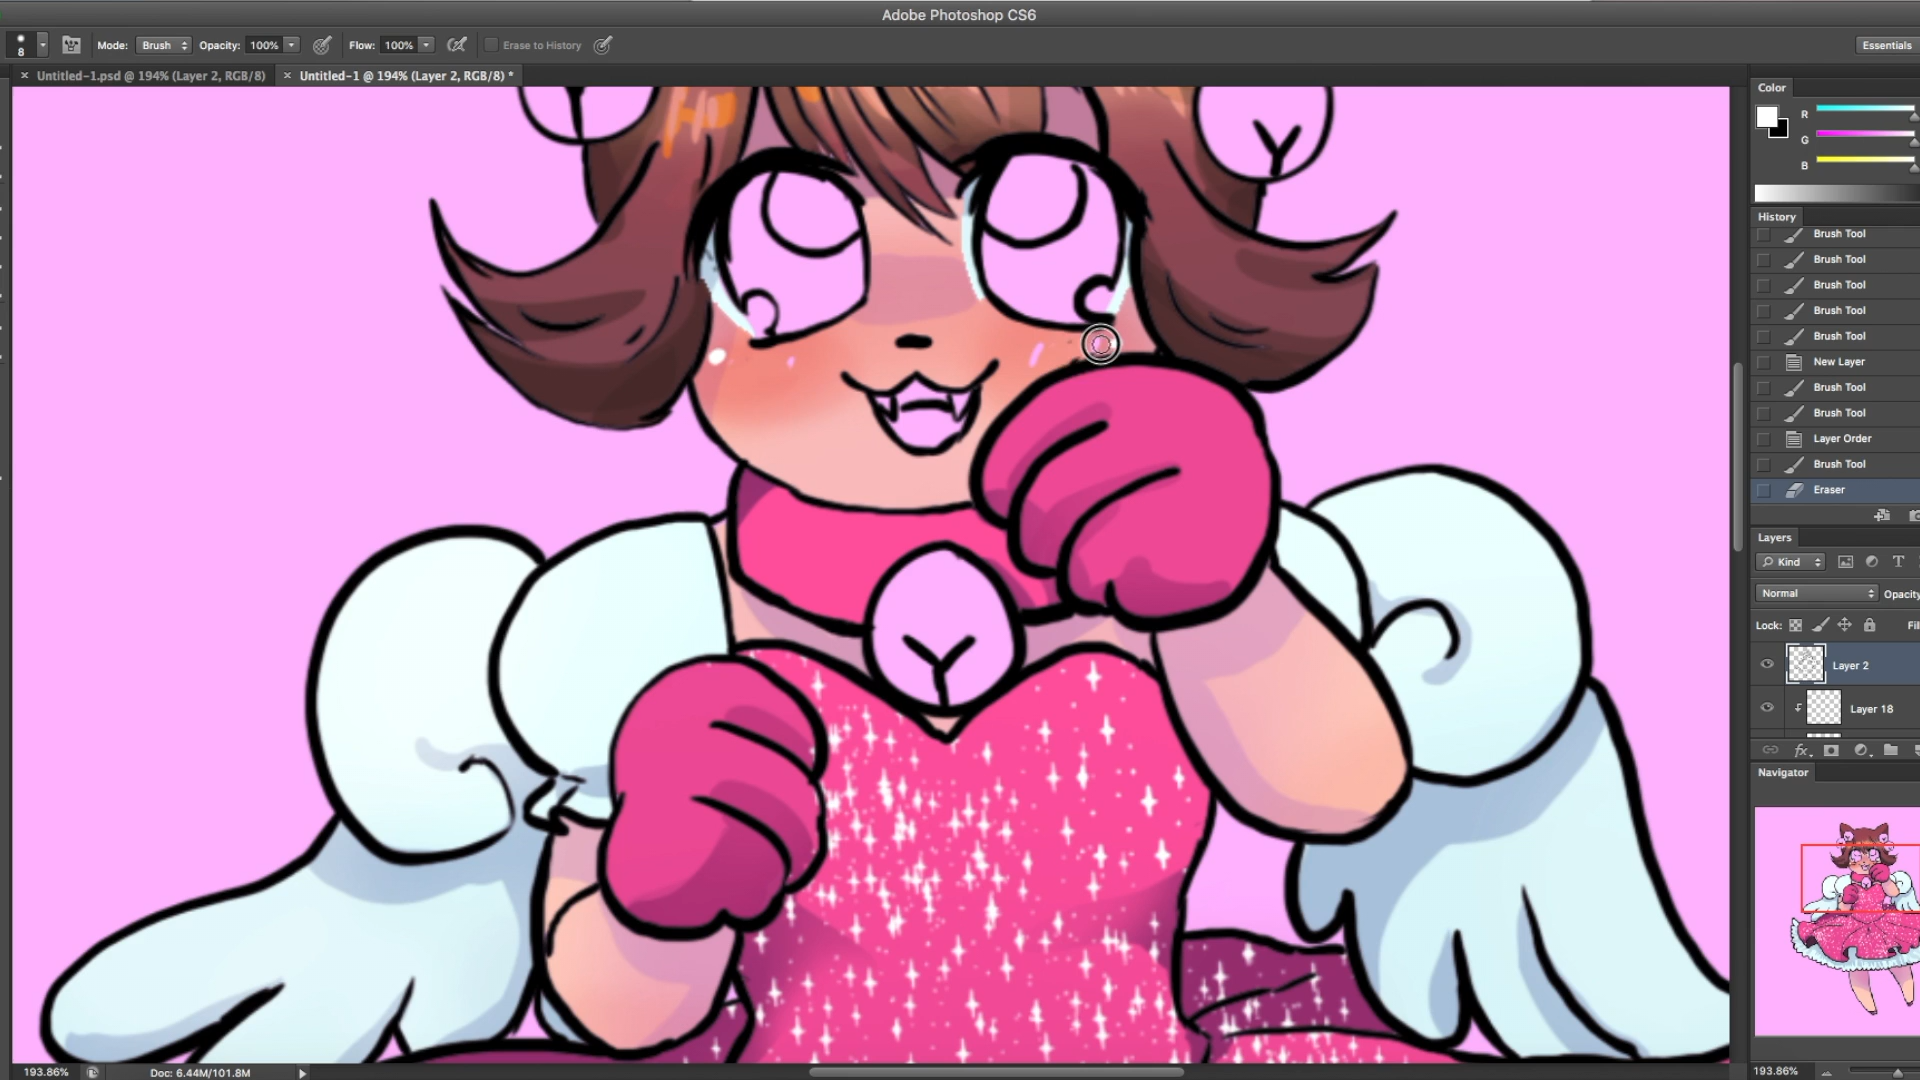 Adobe Photoshop CS6
8 Mode: Brush Opacity: 100% Flow: 100% Erase to History Essentials
× Untitled-1.psd @ 194% (Layer 2, RGB/8) × Untitled-1 @ 194% (Layer 2, RGB/8) *
Color
R
G
B
History
Brush Tool
Brush Tool
Brush Tool
Brush Tool
Brush Tool
New Layer
Brush Tool
Brush Tool
Layer Order
Brush Tool
Eraser
Layers
Kind T
Normal Opacity
Lock: Fil
Layer 2
Layer 18
fx
Navigator
193.86% Doc: 6.44M/101.8M 193.86%